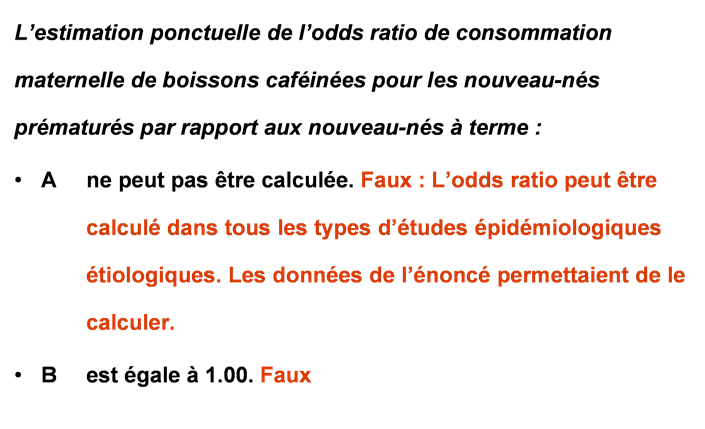 L’estimation ponctuelle de l’odds ratio de consommation
maternelle de boissons caféinées pour les nouveau-nés
prématurés par rapport aux nouveau-nés à terme :
• A ne peut pas être calculée. Faux : L’odds ratio peut être
calculé dans tous les types d’études épidémiologiques
étiologiques. Les données de l’énoncé permettaient de le
calculer.
• B est égale à 1.00. Faux